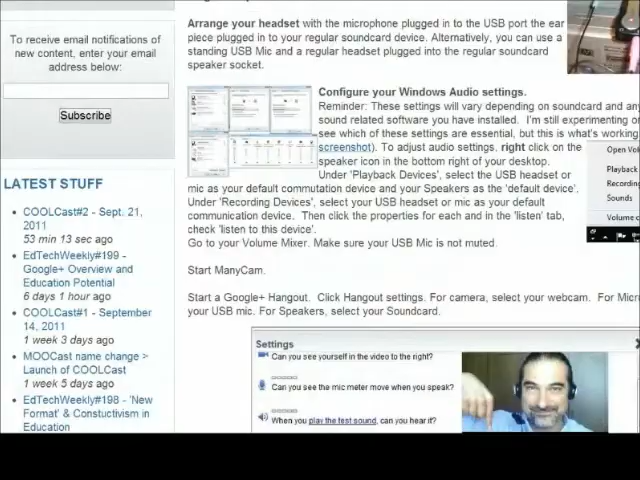 To receive email notifications of new content, enter your email address below:
Subscribe
LATEST STUFF
COOLCast#2 - Sept. 21, 2011
53 min 13 sec ago
EdTechWeekly#199 - Google+ Overview and Education Potential
6 days 1 hour ago
COOLCast#1 - September 14, 2011
1 week 3 days ago
MOOCast name change > Launch of COOLCast
1 week 5 days ago
EdTechWeekly#198 - 'New Format' & Constuctivism in Education
Arrange your headset with the microphone plugged in to the USB port the ear
piece plugged in to your regular soundcard device. Alternatively, you can use a
standing USB Mic and a regular headset plugged into the regular soundcard
speaker socket.
Configure your Windows Audio settings.
Reminder: These settings will vary depending on soundcard and any
sound related software you have installed. I'm still experimenting or
see which of these settings are essential, but this is what's working
screenshot). To adjust audio settings, right click on the
speaker icon in the bottom right of your desktop.
Under 'Playback Devices', select the USB headset or
mic as your default commutation device and your Speakers as the 'default device'.
Under 'Recording Devices', select your USB headset or mic as your default
communication device. Then click the properties for each and in the 'listen' tab,
check 'listen to this device'.
Go to your Volume Mixer. Make sure your USB Mic is not muted.
Start ManyCam.
Start a Google+ Hangout. Click Hangout settings. For camera, select your webcam. For Micr
your USB mic. For Speakers, select your Soundcard.
Open Vol
Playback
Recording
Sounds
Volume c
Settings
Can you see yourself in the video to the right?
Can you see the mic meter move when you speak?
When you play the test sound, can you hear it?